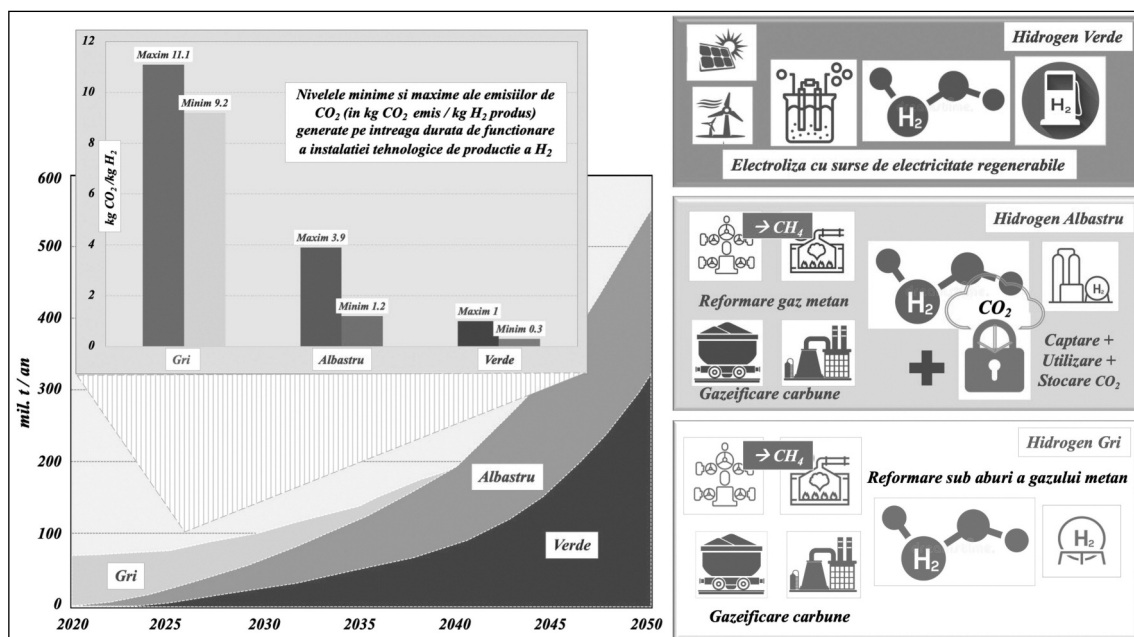 12
10
8
6
4
2
0
kg CO₂/kg H₂
Maxim 11.1
Minim 9.2
Maxim 3.9
Minim 1.2
Maxim 1
Minim 0.3
Gri
Albastru
Verde
Nivelele minime si maxime ale emisiilor de
CO₂ (in kg CO₂ emis / kg H₂ produs)
generate pe intreaga durata de functionare
a instalatiei tehnologice de productie a H₂
600
500
400
300
200
100
0
mil. t / an
Gri
Albastru
Verde
2020
2025
2030
2035
2040
2045
2050
Hidrogen Verde
H₂
H₂
Electroliza cu surse de electricitate regenerabile
Hidrogen Albastru
→ CH₄
Reformare gaz metan
Gazeificare carbune
H₂
CO₂
H₂
Captare +
Utilizare +
Stocare CO₂
Hidrogen Gri
→ CH₄
Reformare sub aburi a gazului metan
H₂
H₂
Gazeificare carbune